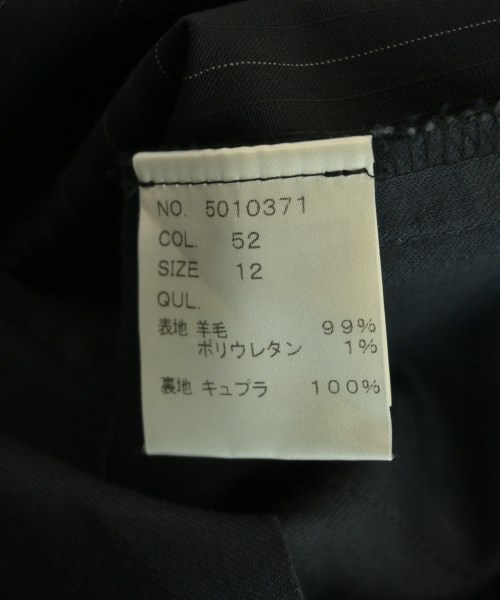 NO. 5010371
COL. 52
SIZE 12
QUL.
表地 羊毛 99%
ポリウレタン 1%
裏地 キュプラ 100%